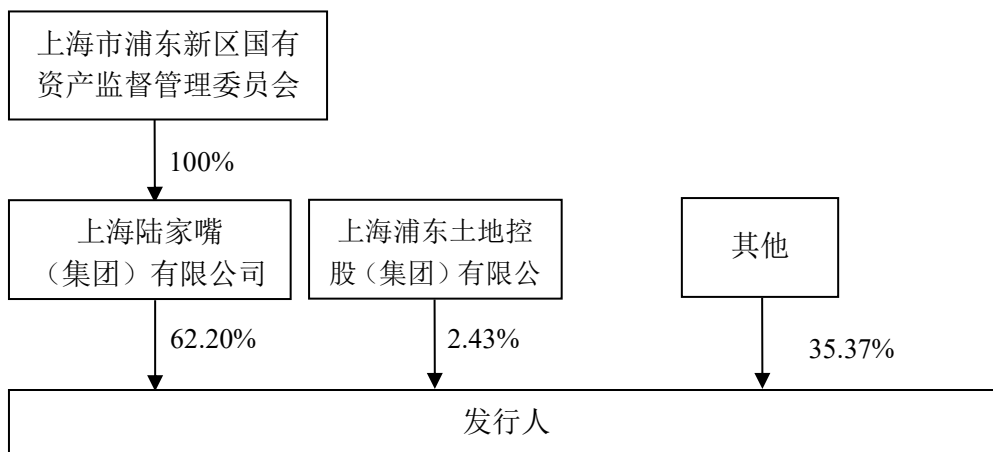 上海市浦东新区国有
资产监督管理委员会
100%
上海陆家嘴
（集团）有限公司
上海浦东土地控
股（集团）有限公
其他
62.20%
2.43%
35.37%
发行人